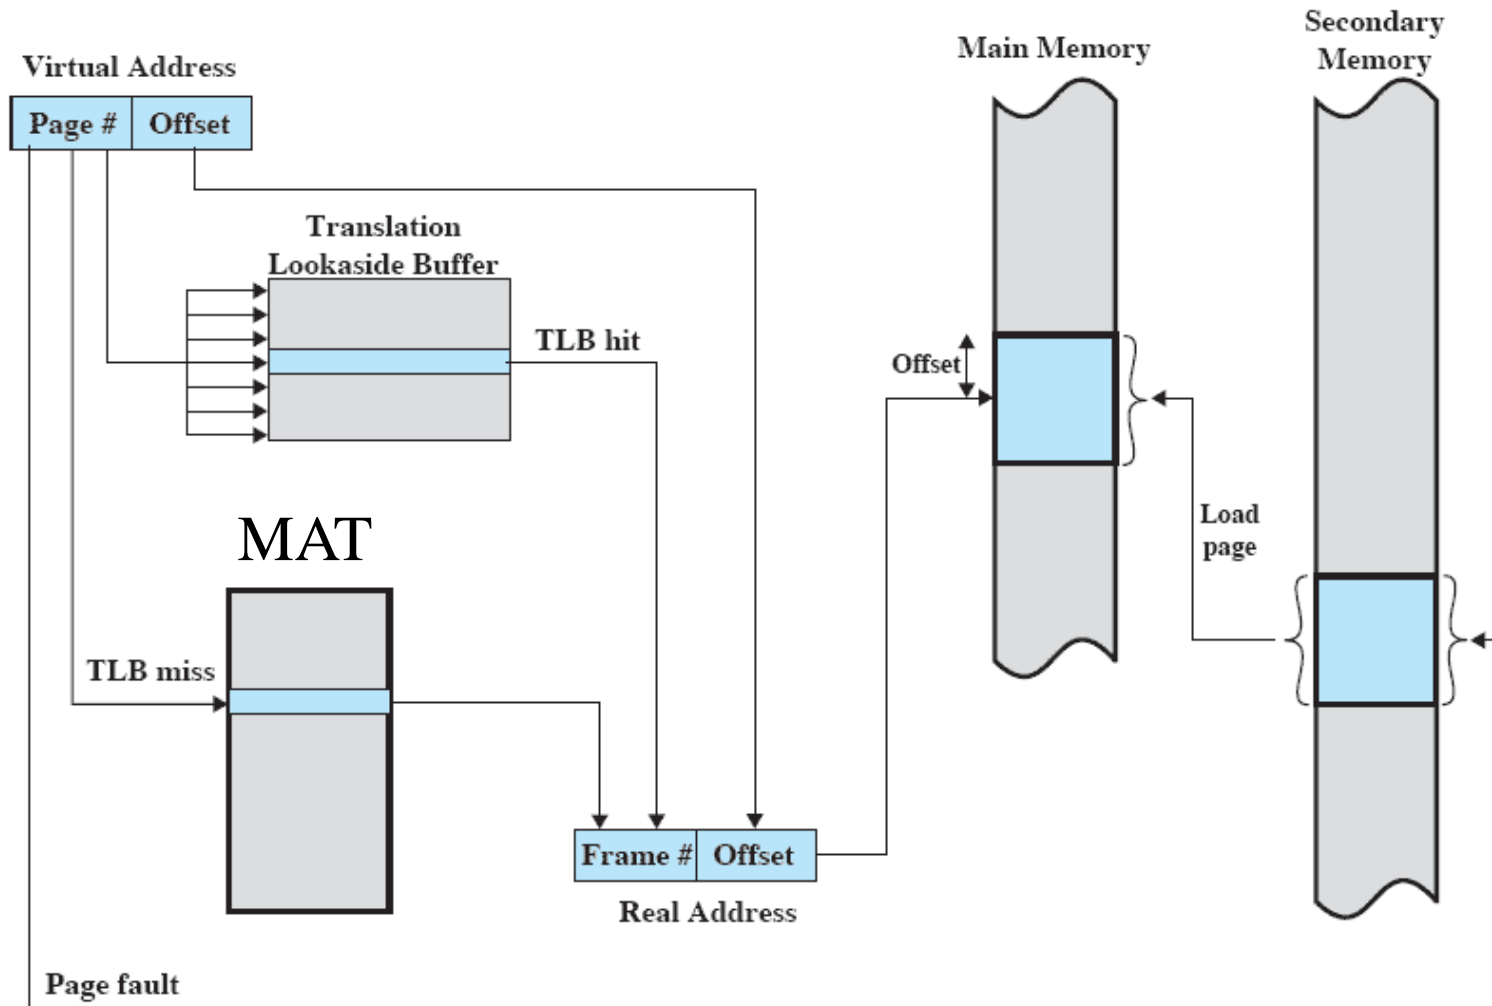 Virtual Address
Page #
Offset
Translation
Lookaside Buffer
TLB hit
MAT
TLB miss
Frame #
Offset
Real Address
Page fault
Main Memory
Offset
Load
page
Secondary
Memory